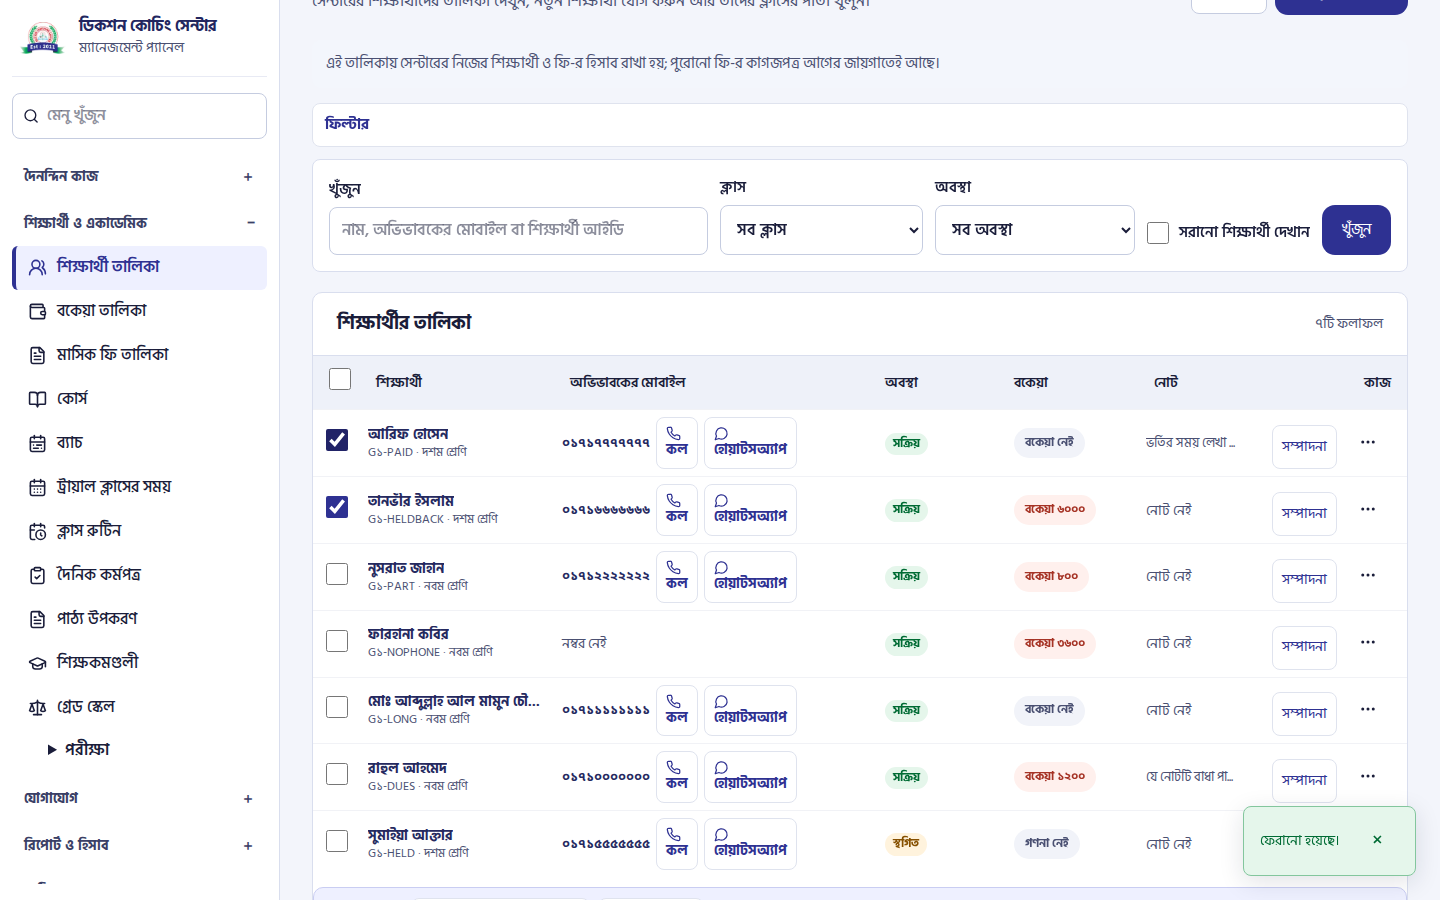 ডিকশন কোচিং সেন্টার
ম্যানেজমেন্ট প্যানেল
Est : 2011
মেনু খুঁজুন
দৈনন্দিন কাজ +
শিক্ষার্থী ও একাডেমিক −
শিক্ষার্থী তালিকা
বকেয়া তালিকা
মাসিক ফি তালিকা
কোর্স
ব্যাচ
ট্রায়াল ক্লাসের সময়
ক্লাস রুটিন
দৈনিক কর্মপত্র
পাঠ্য উপকরণ
শিক্ষকমণ্ডলী
গ্রেড স্কেল
পরীক্ষা
যোগাযোগ +
রিপোর্ট ও হিসাব +
সেন্টারের শিক্ষার্থীদের তালিকা দেখুন, নতুন শিক্ষার্থী যোগ করুন আর তাদের ক্লাসের পাতা খুলুন।
এই তালিকায় সেন্টারের নিজের শিক্ষার্থী ও ফি-র হিসাব রাখা হয়; পুরোনো ফি-র কাগজপত্র আগের জায়গাতেই আছে।
ফিল্টার
খুঁজুন ক্লাস অবস্থা
নাম, অভিভাবকের মোবাইল বা শিক্ষার্থী আইডি সব ক্লাস সব অবস্থা সরানো শিক্ষার্থী দেখান খুঁজুন
শিক্ষার্থীর তালিকা ৭টি ফলাফল
শিক্ষার্থী অভিভাবকের মোবাইল অবস্থা বকেয়া নোট কাজ
আরিফ হোসেন ০১৭১৭৭৭৭৭৭৭ কল হোয়াটসঅ্যাপ সক্রিয় বকেয়া নেই ভর্তির সময় লেখা ... সম্পাদনা ...
G১-PAID · দশম শ্রেণি
তানভীর ইসলাম ০১৭১৬৬৬৬৬৬৬ কল হোয়াটসঅ্যাপ সক্রিয় বকেয়া ৬০০০ নোট নেই সম্পাদনা ...
G১-HELDBACK · দশম শ্রেণি
নুসরাত জাহান ০১৭১২২২২২২২ কল হোয়াটসঅ্যাপ সক্রিয় বকেয়া ৮০০ নোট নেই সম্পাদনা ...
G১-PART · নবম শ্রেণি
ফারহানা কবির নম্বর নেই সক্রিয় বকেয়া ৩৬০০ নোট নেই সম্পাদনা ...
G১-NOPHONE · নবম শ্রেণি
মোঃ আব্দুল্লাহ আল মামুন চৌ... ০১৭১১১১১১১১ কল হোয়াটসঅ্যাপ সক্রিয় বকেয়া নেই নোট নেই সম্পাদনা ...
G১-LONG · নবম শ্রেণি
রাহুল আহমেদ ০১৭১০০০০০০০ কল হোয়াটসঅ্যাপ সক্রিয় বকেয়া ১২০০ যে নোটটি বাধা পা... সম্পাদনা ...
G১-DUES · নবম শ্রেণি
সুমাইয়া আক্তার ০১৭১৫৫৫৫৫৫৫ কল হোয়াটসঅ্যাপ স্থগিত গণনা নেই নোট নেই
G১-HELD · দশম শ্রেণি
ফেরানো হয়েছে। ×